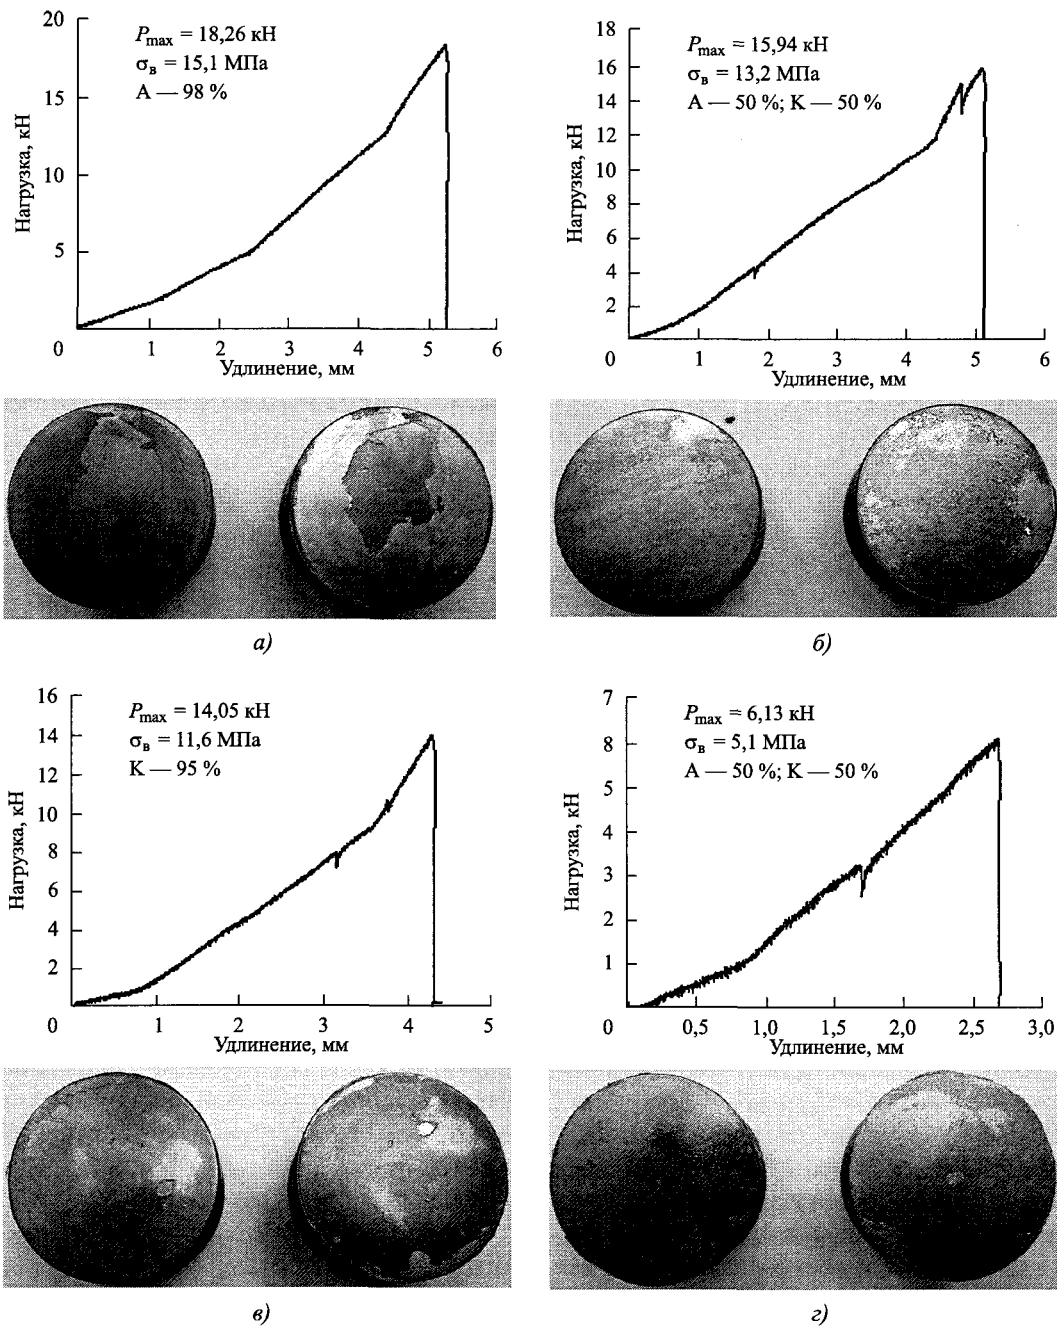 20
15
10
5
0
1
2
3
4
5
6
Нагрузка, кН
Удлинение, мм
P_max = 18,26 кН
σ_в = 15,1 МПа
А — 98 %
а)
18
16
14
12
10
8
6
4
2
0
1
2
3
4
5
6
Нагрузка, кН
Удлинение, мм
P_max = 15,94 кН
σ_в = 13,2 МПа
А — 50 %; К — 50 %
б)
16
14
12
10
8
6
4
2
0
1
2
3
4
5
Нагрузка, кН
Удлинение, мм
P_max = 14,05 кН
σ_в = 11,6 МПа
К — 95 %
в)
7
8
4
3
2
1
0
0,5
1,0
1,5
2,0
2,5
3,0
Нагрузка, кН
Удлинение, мм
P_max = 6,13 кН
σ_в = 5,1 МПа
А — 50 %; К — 50 %
г)